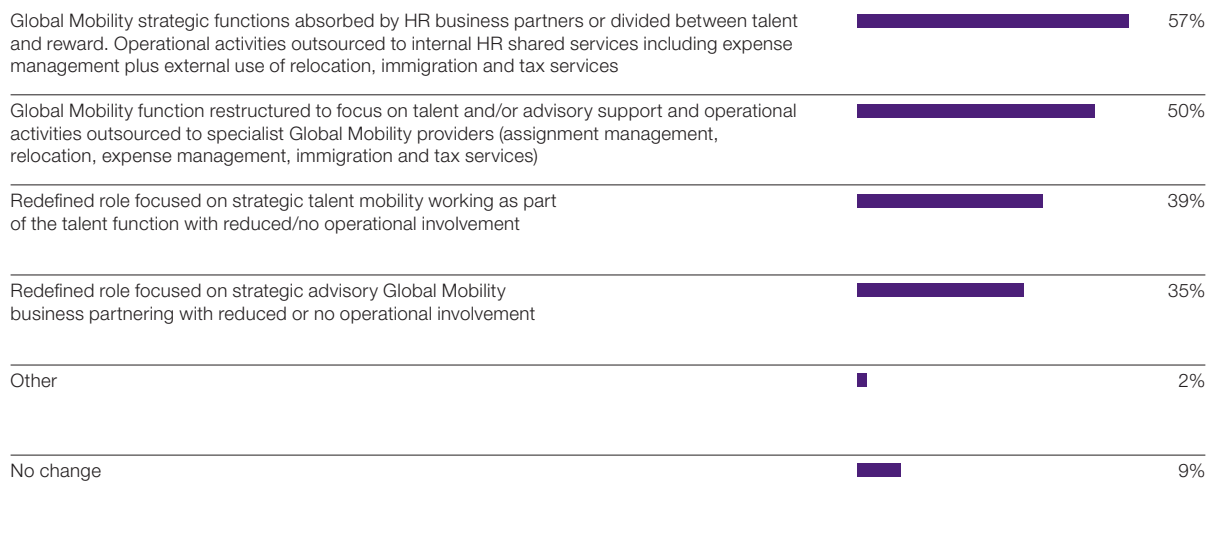 Global Mobility strategic functions absorbed by HR business partners or divided between talent 57%
and reward. Operational activities outsourced to internal HR shared services including expense
management plus external use of relocation, immigration and tax services
Global Mobility function restructured to focus on talent and/or advisory support and operational 50%
activities outsourced to specialist Global Mobility providers (assignment management,
relocation, expense management, immigration and tax services)
Redefined role focused on strategic talent mobility working as part 39%
of the talent function with reduced/no operational involvement
Redefined role focused on strategic advisory Global Mobility 35%
business partnering with reduced or no operational involvement
Other 2%
No change 9%